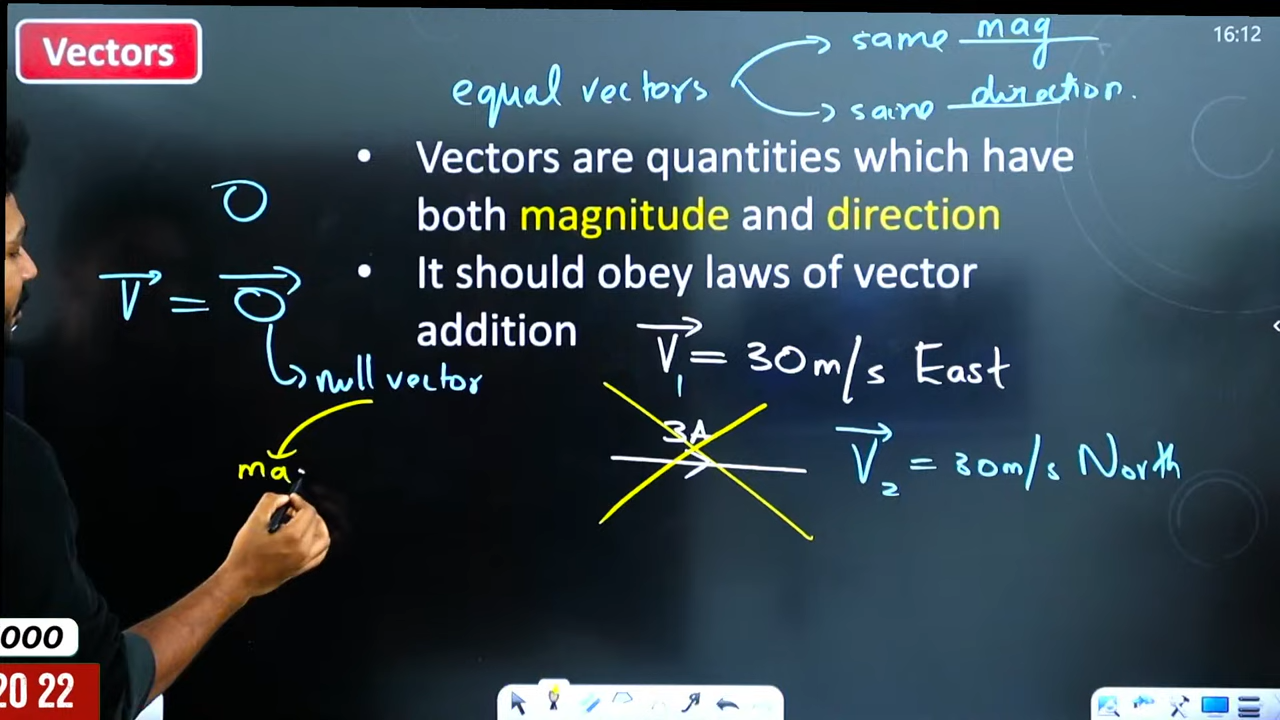 Vectors
16:12
same mag
equal vectors
same direction.
• Vectors are quantities which have
both magnitude and direction
• It should obey laws of vector
addition
0
V = 0
null vector
ma
V1 = 30m/s East
3A
V2 = 30m/s North
000
20 22